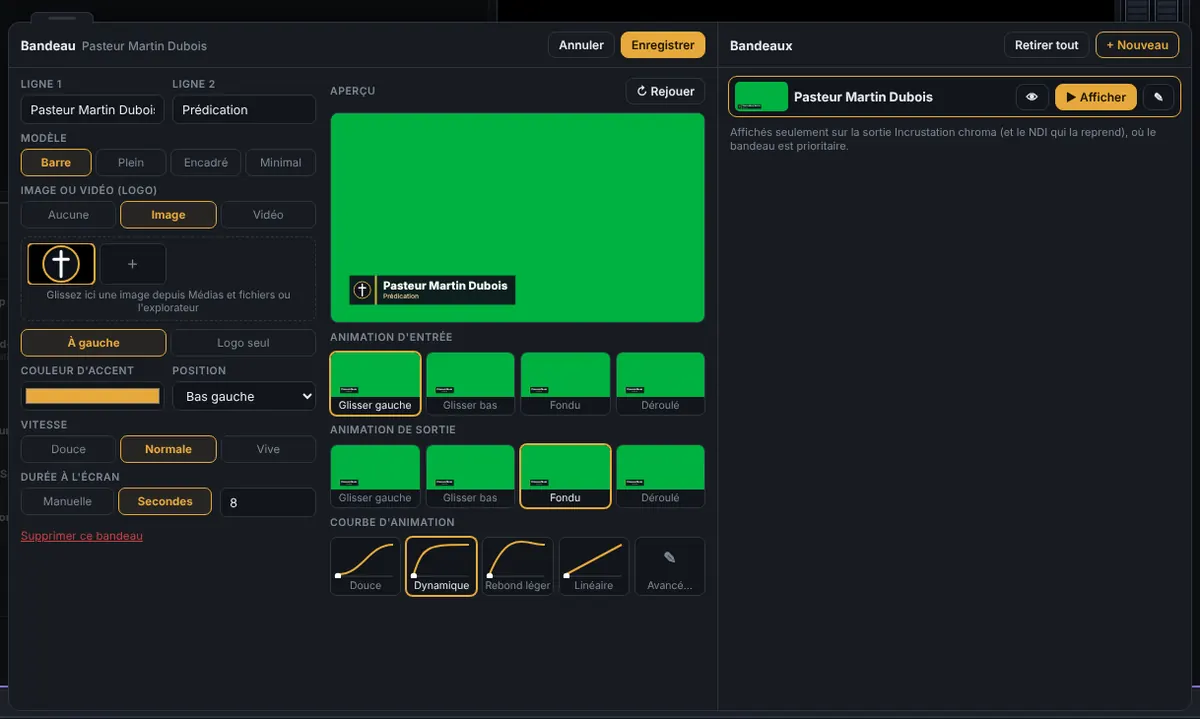 Bandeau Pasteur Martin Dubois
Annuler
Enregistrer
LIGNE 1
LIGNE 2
Pasteur Martin Dubois
Prédication
MODÈLE
Barre
Plein
Encadré
Minimal
IMAGE OU VIDÉO (LOGO)
Aucune
Image
Vidéo
+
Glissez ici une image depuis Médias et fichiers ou
l'explorateur
À gauche
Logo seul
COULEUR D'ACCENT
POSITION
Bas gauche
VITESSE
Douce
Normale
Vive
DURÉE À L'ÉCRAN
Manuelle
Secondes
8
Supprimer ce bandeau
APERÇU
Rejouer
Pasteur Martin Dubois
Prédication
ANIMATION D'ENTRÉE
Glisser gauche
Glisser bas
Fondu
Déroulé
ANIMATION DE SORTIE
Glisser gauche
Glisser bas
Fondu
Déroulé
COURBE D'ANIMATION
Douce
Dynamique
Rebond léger
Linéaire
Avancé...
Bandeaux
Retirer tout
+ Nouveau
Pasteur Martin Dubois
Afficher
Affichés seulement sur la sortie Incrustation chroma (et le NDI qui la reprend), où le
bandeau est prioritaire.